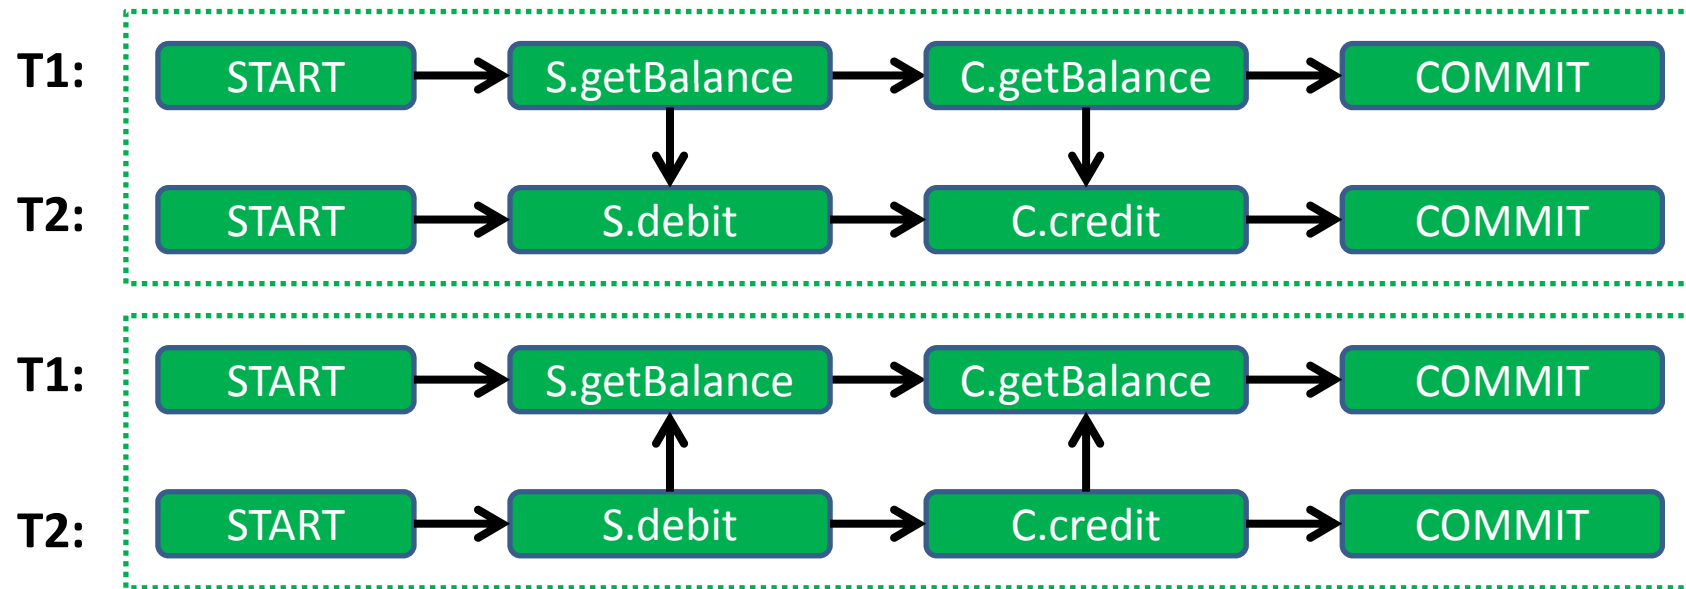 T1: START S.getBalance C.getBalance COMMIT
T2: START S.debit C.credit COMMIT
T1: START S.getBalance C.getBalance COMMIT
T2: START S.debit C.credit COMMIT